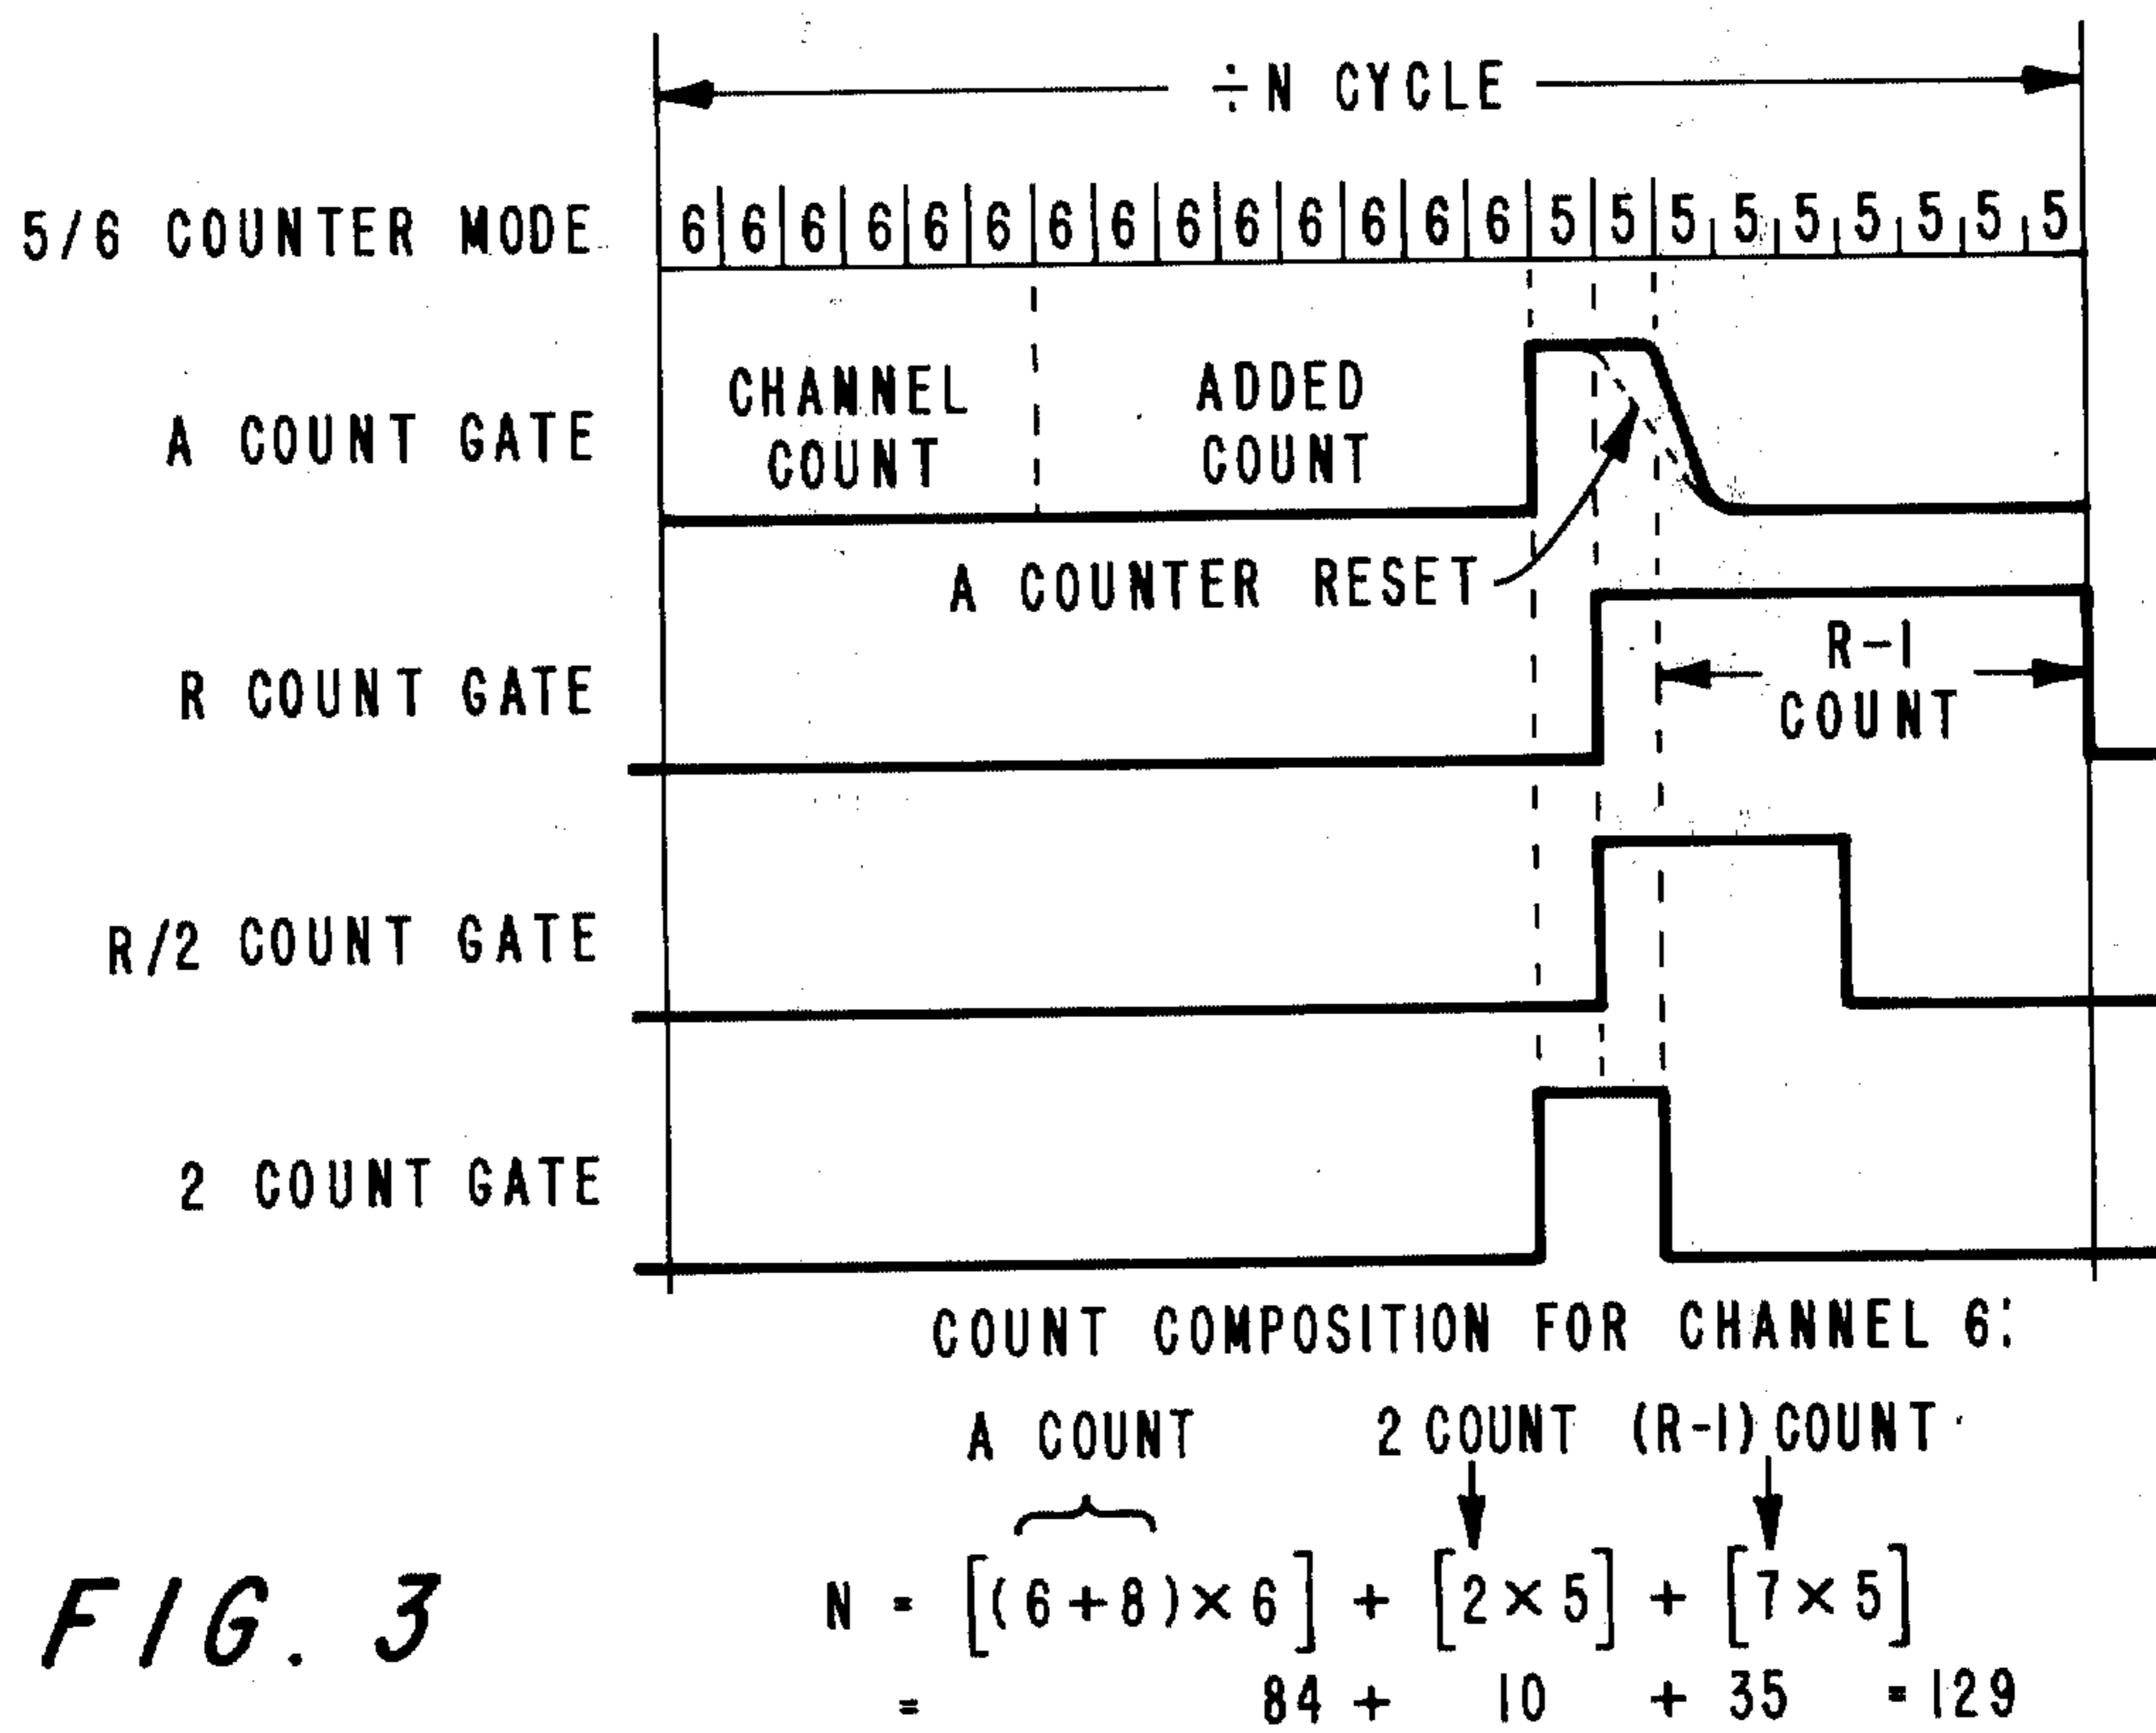 ÷N CYCLE
5/6 COUNTER MODE 6 6 6 6 6 6 6 6 6 6 6 6 6 6 5 5 5 5 5 5 5 5 5
CHANNEL COUNT
ADDED COUNT
A COUNT GATE
A COUNTER RESET
R COUNT GATE
R-1 COUNT
R/2 COUNT GATE
2 COUNT GATE
COUNT COMPOSITION FOR CHANNEL 6:
A COUNT 2 COUNT (R-1) COUNT
N = [(6+8)×6] + [2×5] + [7×5]
= 84 + 10 + 35 = 129
FIG. 3